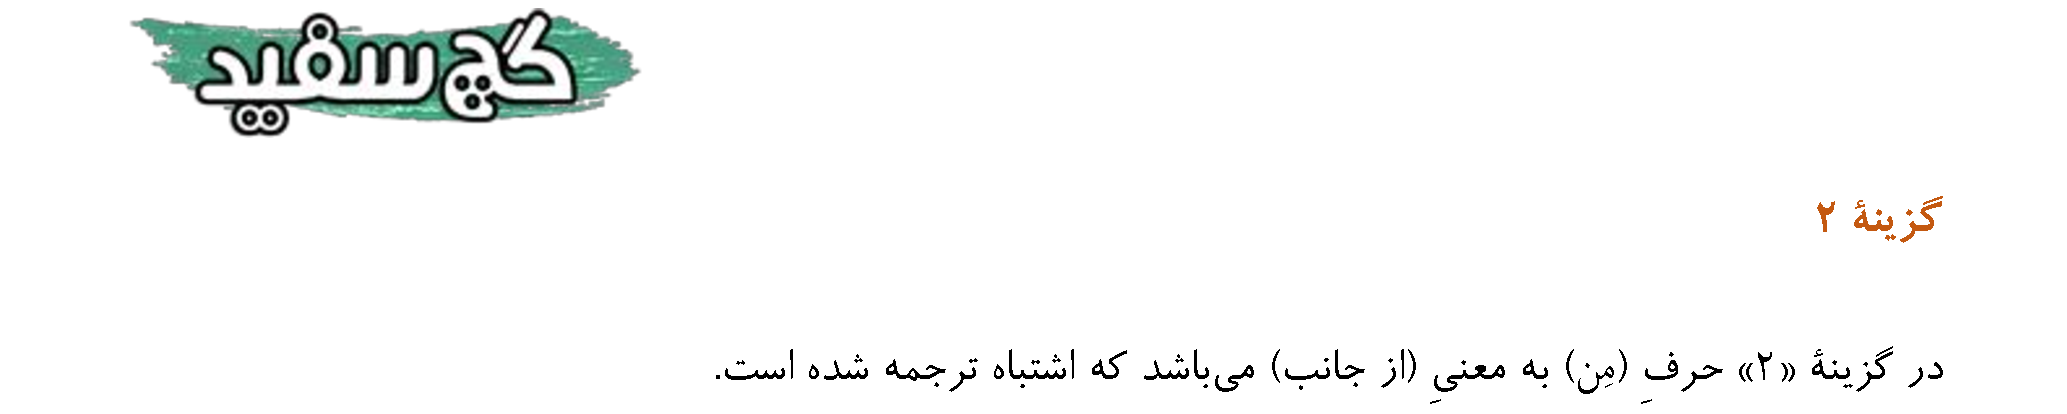 گچ سفید
گزینهٔ ۲
در گزینهٔ «۲» حرفِ (مِن) به معنیِ (از جانب) می‌باشد که اشتباه ترجمه شده است.